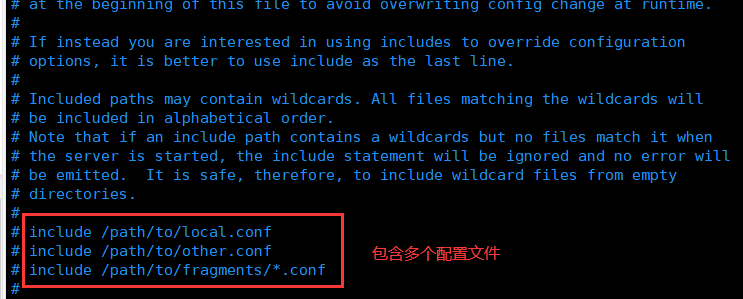 # at the beginning of this file to avoid overwriting config change at runtime.
#
# If instead you are interested in using includes to override configuration
# options, it is better to use include as the last line.
#
# Included paths may contain wildcards. All files matching the wildcards will
# be included in alphabetical order.
# Note that if an include path contains a wildcards but no files match it when
# the server is started, the include statement will be ignored and no error will
# be emitted.  It is safe, therefore, to include wildcard files from empty
# directories.
#
# include /path/to/local.conf
# include /path/to/other.conf
包含多个配置文件
# include /path/to/fragments/*.conf
#